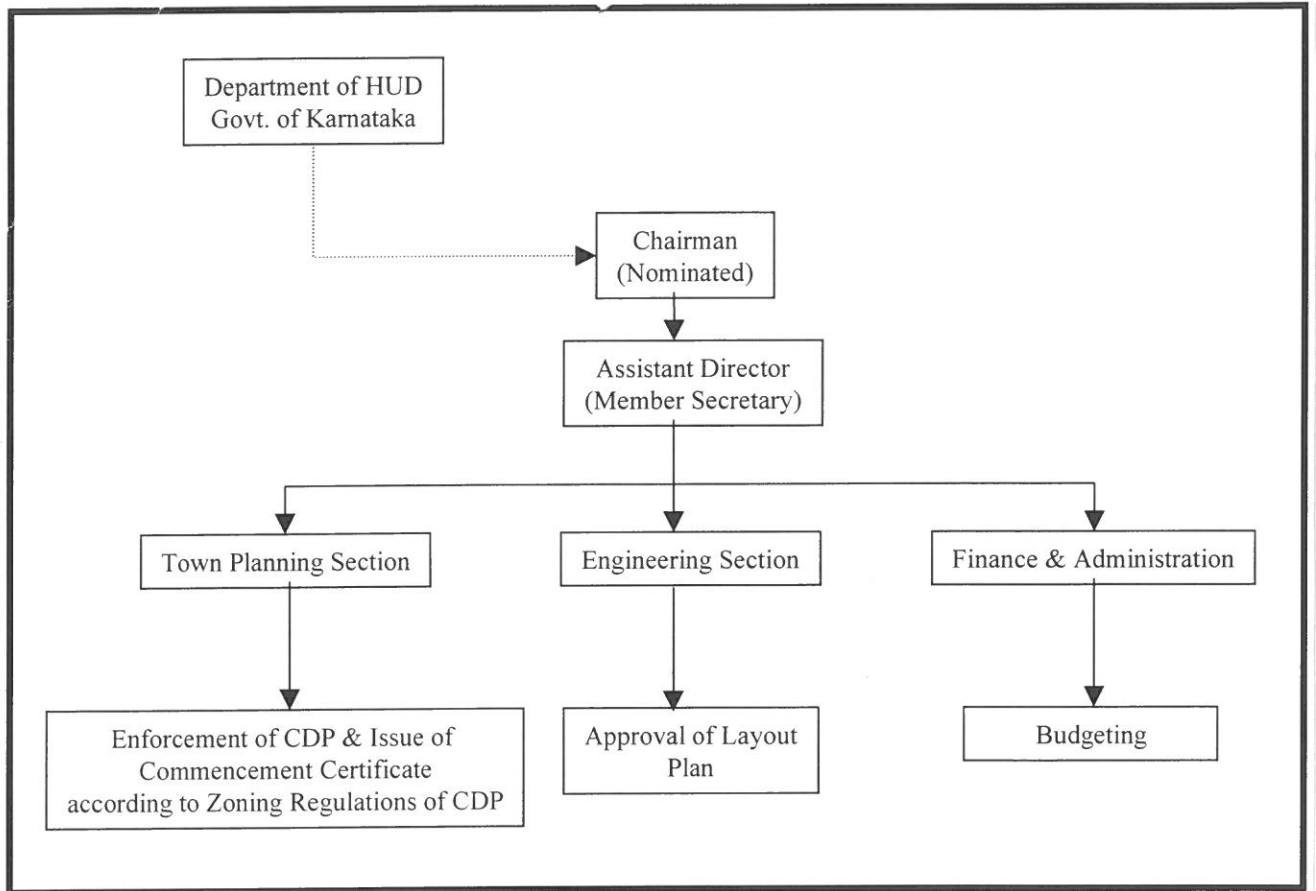 Department of HUD
Govt. of Karnataka
Chairman
(Nominated)
Assistant Director
(Member Secretary)
Town Planning Section
Engineering Section
Finance & Administration
Enforcement of CDP & Issue of
Commencement Certificate
according to Zoning Regulations of CDP
Approval of Layout
Plan
Budgeting